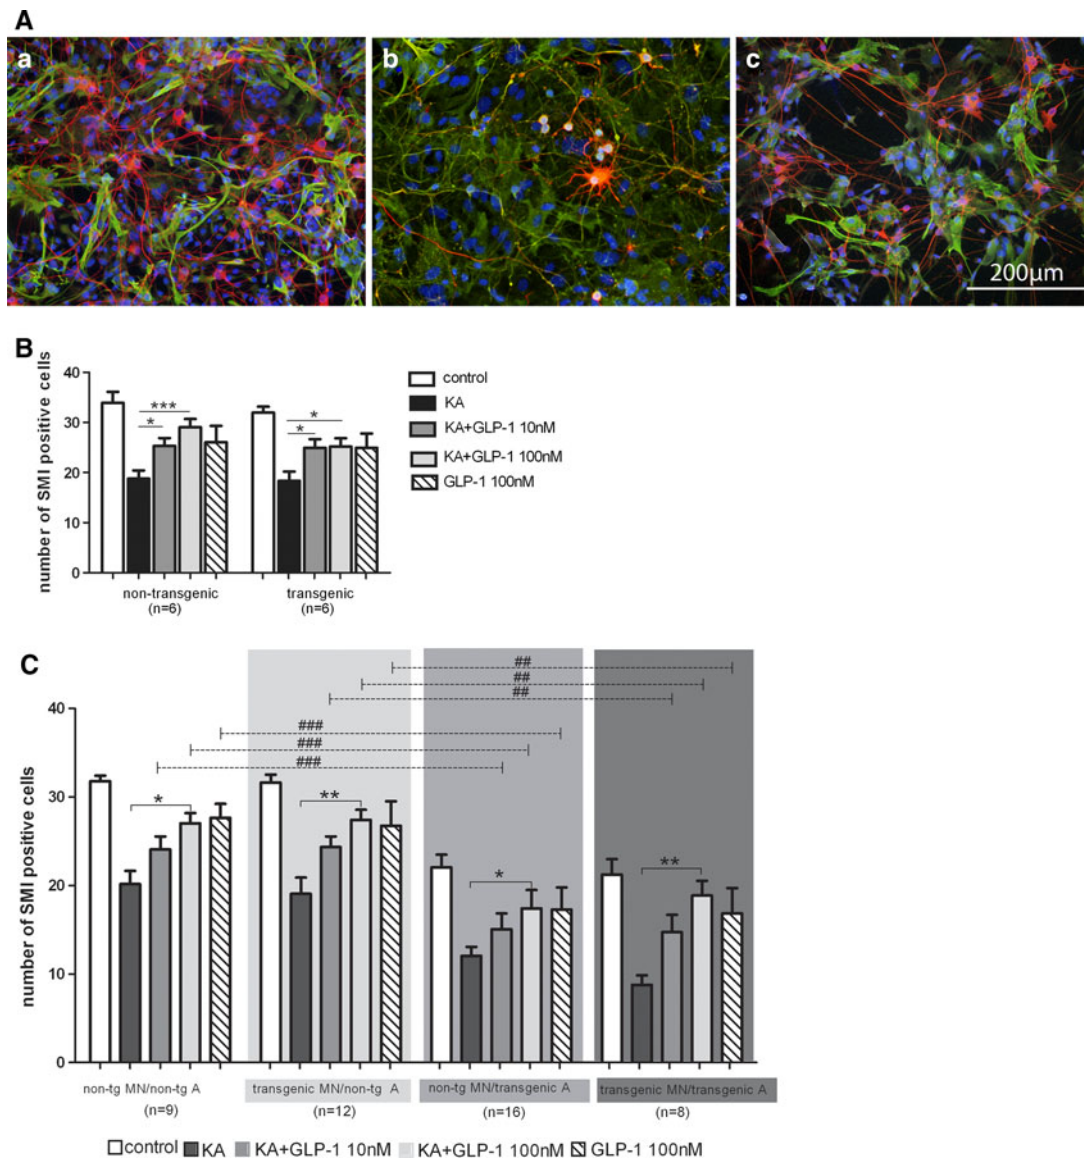 A
a
b
c
200µm
B
number of SMI positive cells
40
30
20
10
0
***
*
*
*
non-transgenic
(n=6)
transgenic
(n=6)
control
KA
KA+GLP-1 10nM
KA+GLP-1 100nM
GLP-1 100nM
C
number of SMI positive cells
40
30
20
10
0
##
##
##
###
###
###
*
**
*
**
non-tg MN/non-tg A
(n=9)
transgenic MN/non-tg A
(n=12)
non-tg MN/transgenic A
(n=16)
transgenic MN/transgenic A
(n=8)
control KA KA+GLP-1 10nM KA+GLP-1 100nM GLP-1 100nM